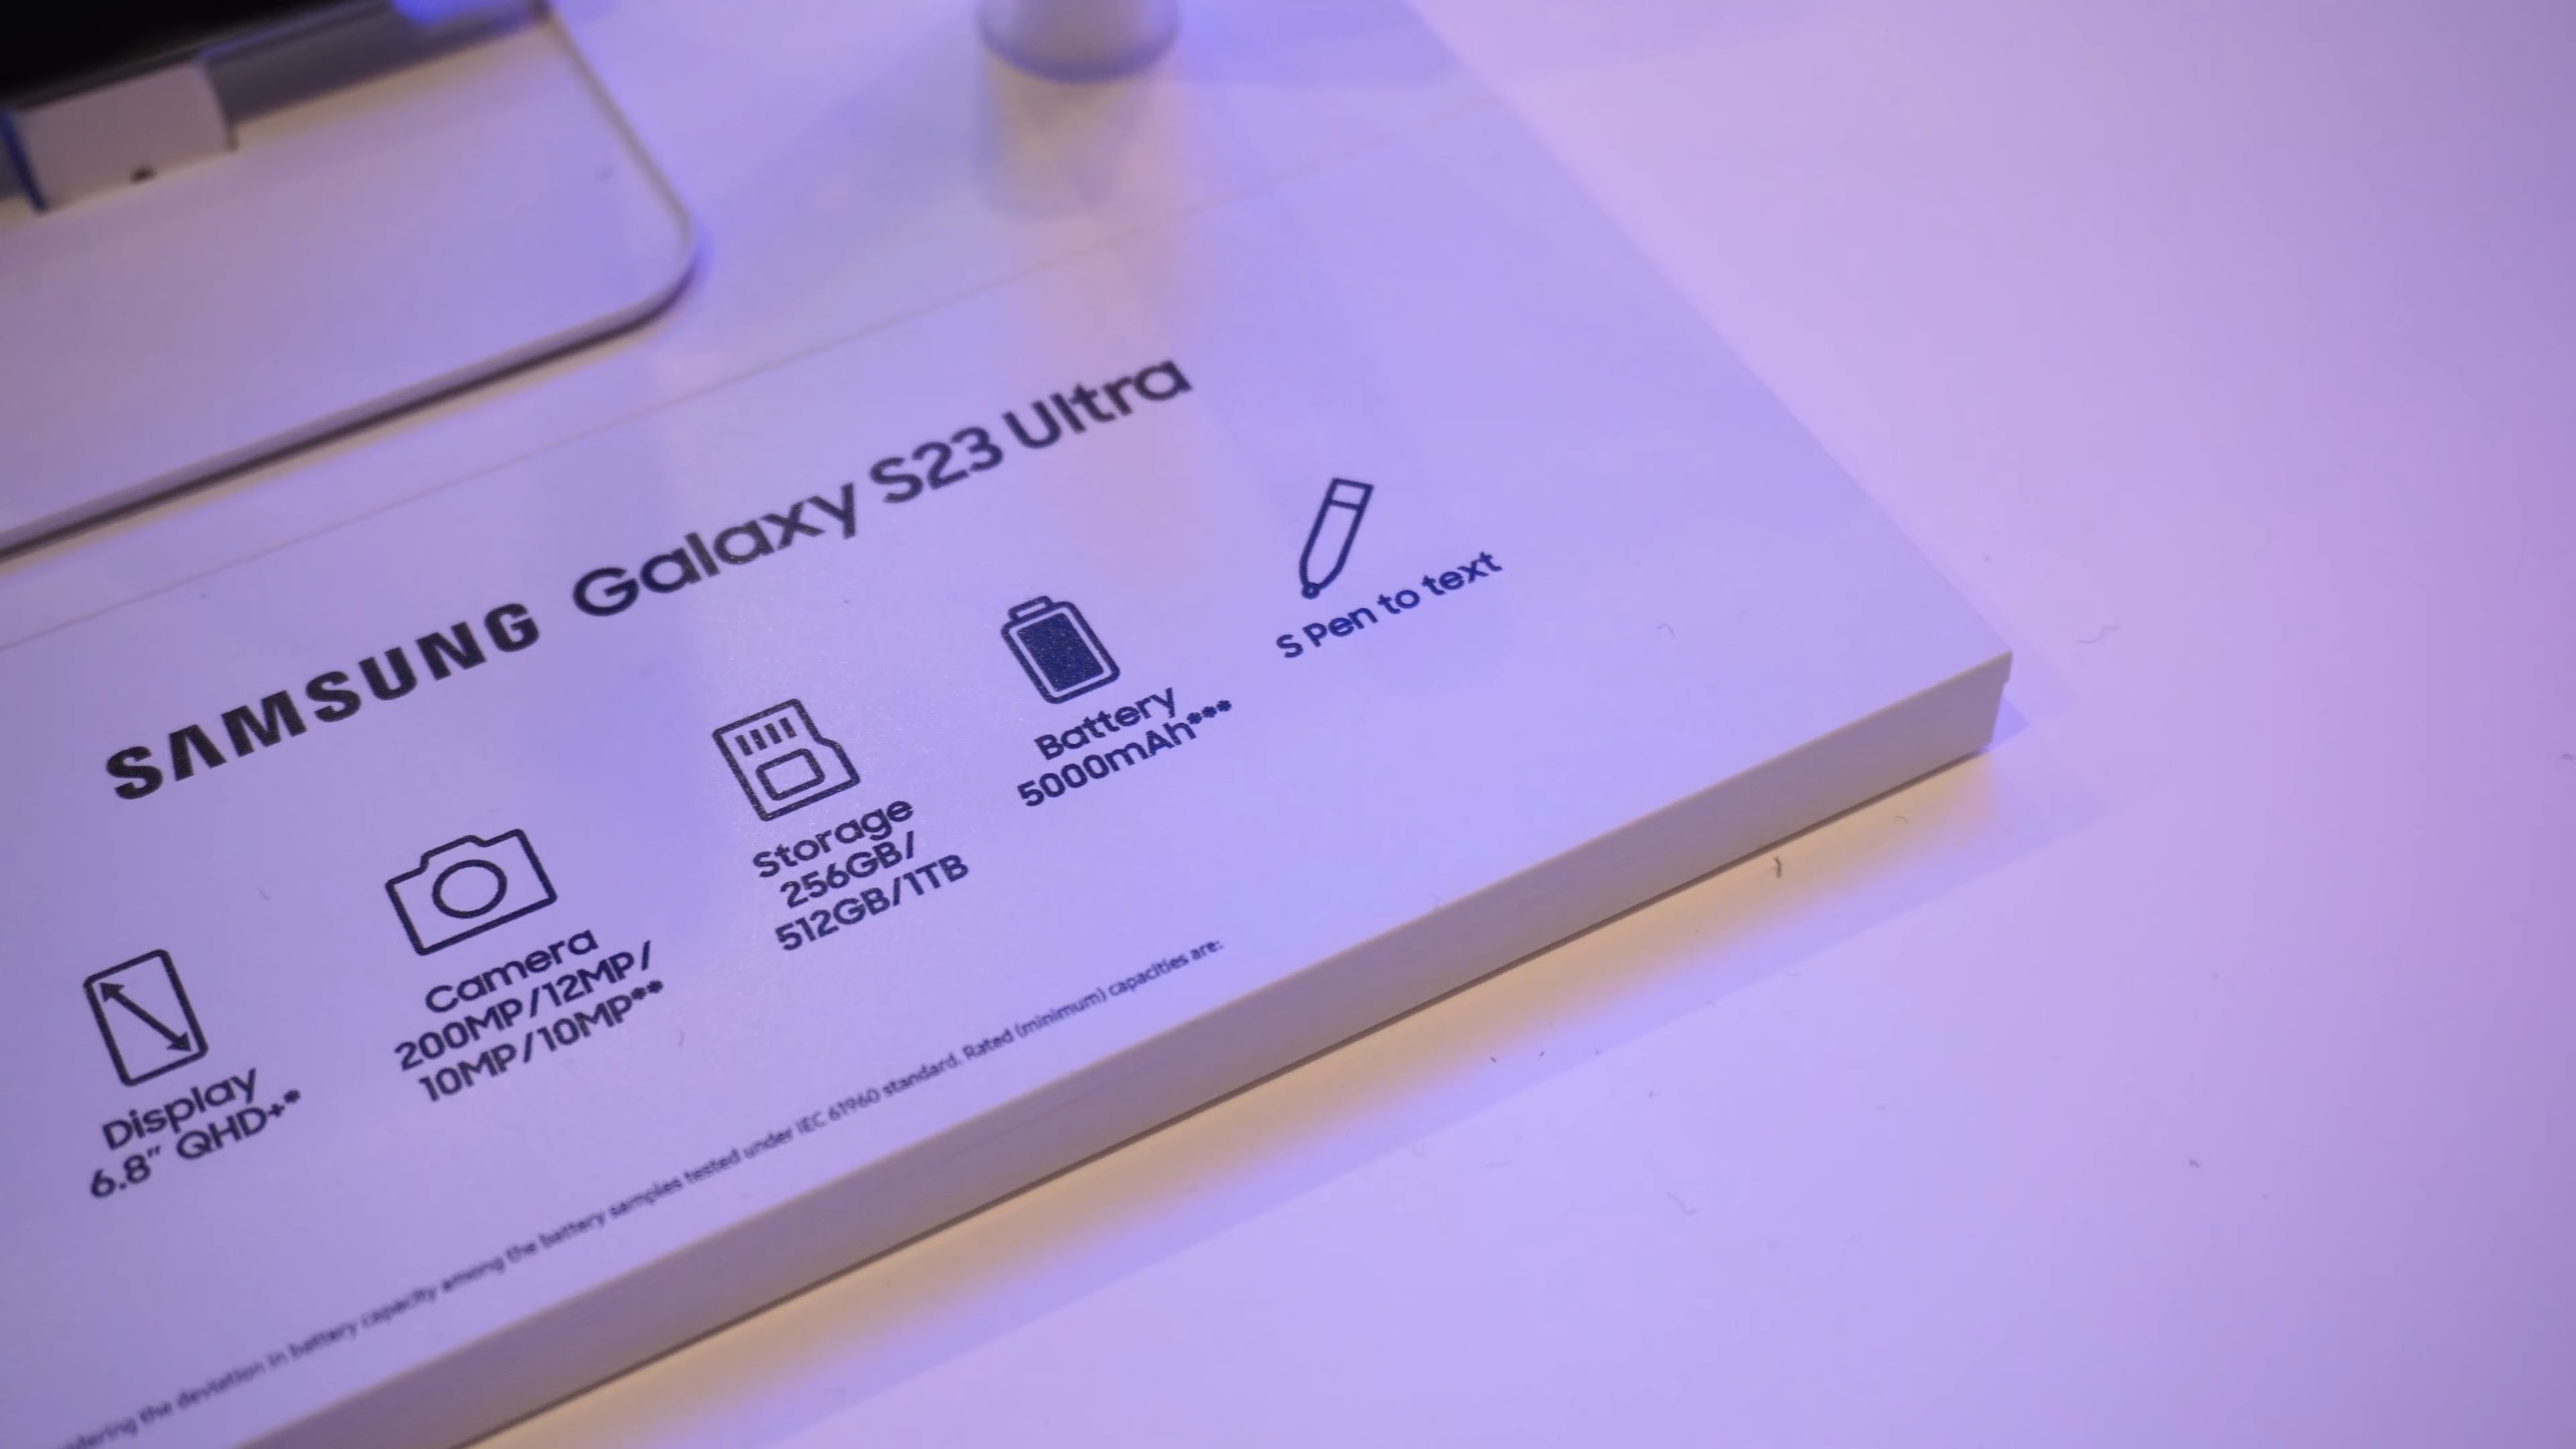 SAMSUNG Galaxy S23 Ultra
Display
6.8" QHD+*
Camera
200MP/12MP/
10MP/10MP**
Storage
256GB/
512GB/1TB
Battery
5000mAh***
S Pen to text
the deviation in battery capacity among the battery samples tested under IEC 61960 standard. Rated (minimum) capacities are: